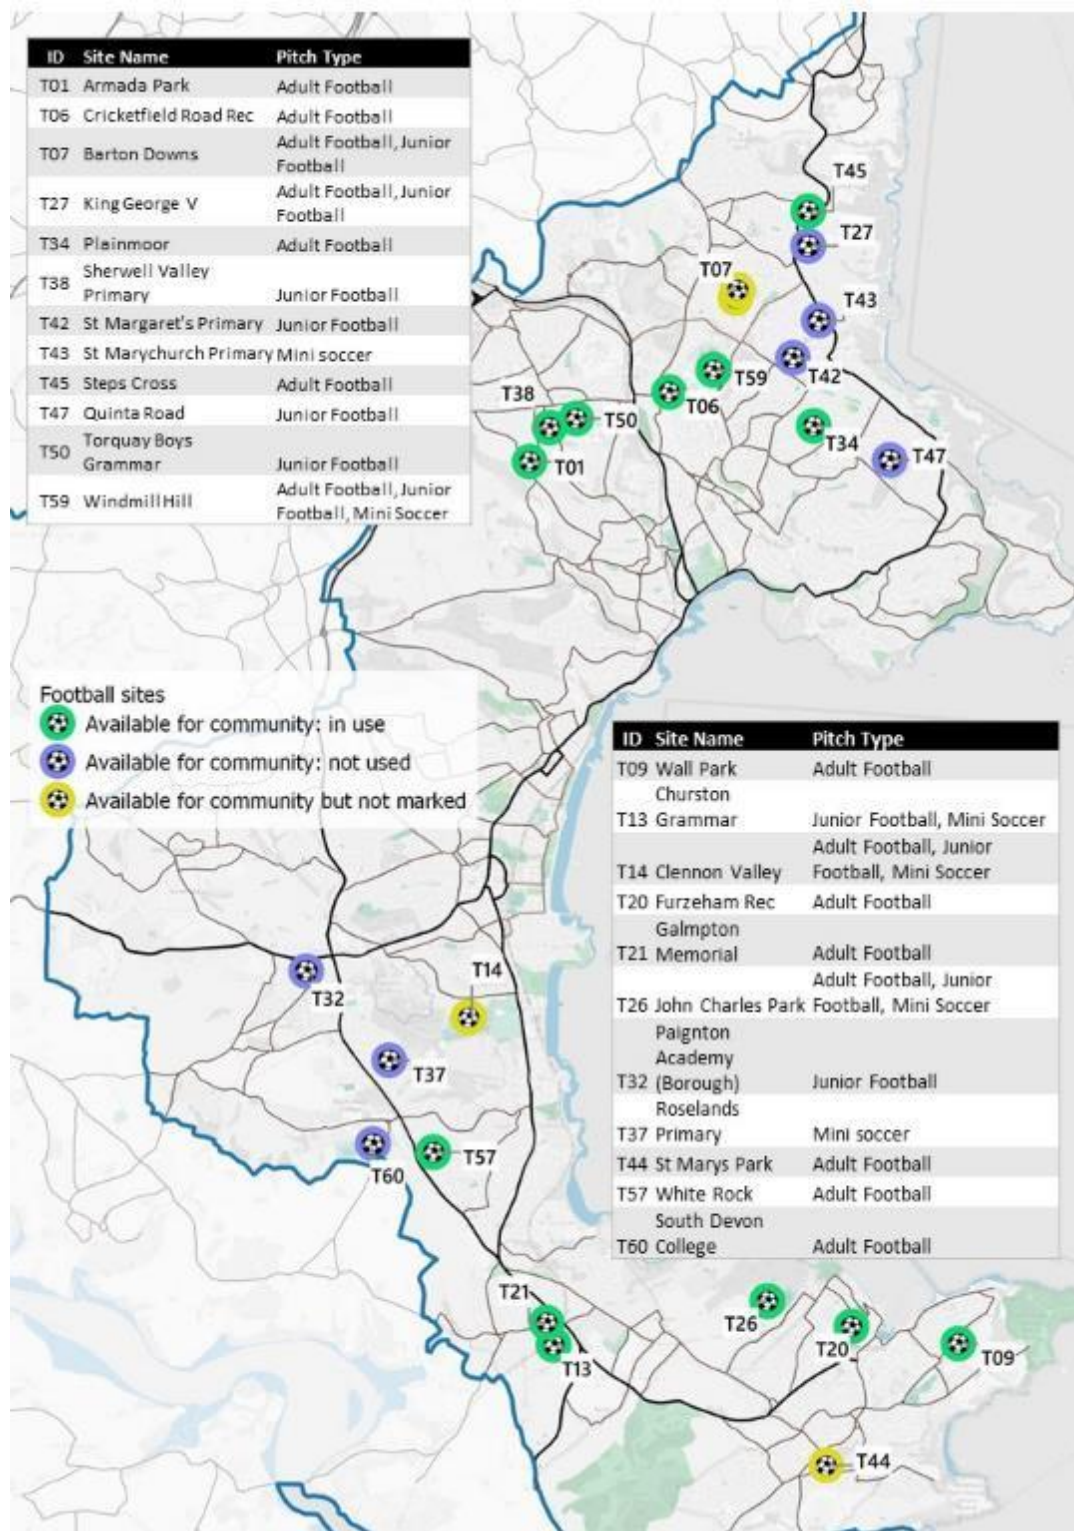 ID Site Name Pitch Type
T01 Armada Park Adult Football
T06 Cricketfield Road Rec Adult Football
T07 Barton Downs Adult Football, Junior
Football
T27 King George V Adult Football, Junior
Football
T34 Plainmoor Adult Football
T38 Sherwell Valley
Primary Junior Football
T42 St Margaret's Primary Junior Football
T43 St Marychurch Primary Mini soccer
T45 Steps Cross Adult Football
T47 Quinta Road Junior Football
T50 Torquay Boys
Grammar Junior Football
T59 Windmill Hill Adult Football, Junior
Football, Mini Soccer
T45
T27
T07
T43
T59
T42
T38
T06
T50
T34
T47
T01
Football sites
Available for community: in use
Available for community: not used
Available for community but not marked
ID Site Name Pitch Type
T09 Wall Park Adult Football
Churston
T13 Grammar Junior Football, Mini Soccer
Adult Football, Junior
T14 Clennon Valley Football, Mini Soccer
T20 Furzeham Rec Adult Football
Galmpton
T21 Memorial Adult Football
Adult Football, Junior
T26 John Charles Park Football, Mini Soccer
Paignton
Academy
T32 (Borough) Junior Football
Roselands
T37 Primary Mini soccer
T44 St Marys Park Adult Football
T57 White Rock Adult Football
South Devon
T60 College Adult Football
T14
T32
T37
T57
T60
T21
T26
T20
T09
T13
T44